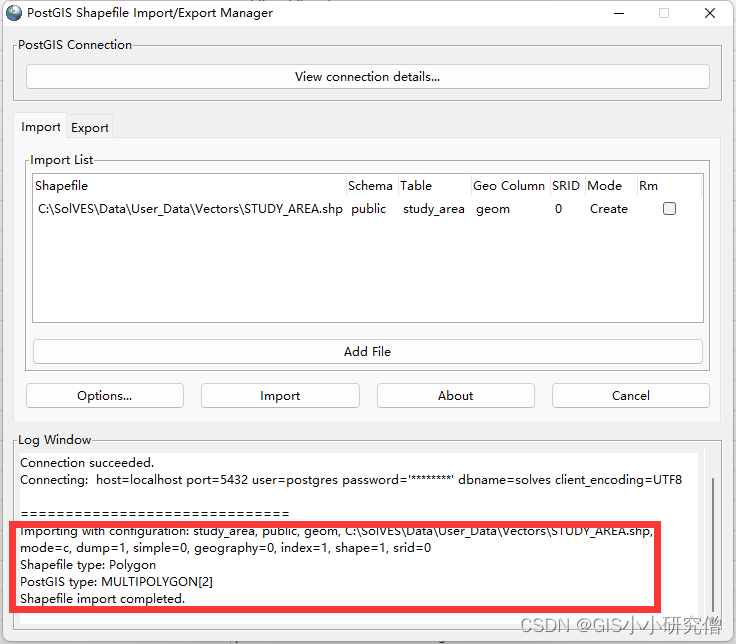 PostGIS Shapefile Import/Export Manager
PostGIS Connection
View connection details...
Import Export
Import List
Shapefile Schema Table Geo Column SRID Mode Rm
C:\SolVES\Data\User_Data\Vectors\STUDY_AREA.shp public study_area geom 0 Create
Add File
Options... Import About Cancel
Log Window
Connection succeeded.
Connecting: host=localhost port=5432 user=postgres password='********' dbname=solves client_encoding=UTF8
==============================
Importing with configuration: study_area, public, geom, C:\SolVES\Data\User_Data\Vectors\STUDY_AREA.shp,
mode=c, dump=1, simple=0, geography=0, index=1, shape=1, srid=0
Shapefile type: Polygon
PostGIS type: MULTIPOLYGON[2]
Shapefile import completed.
CSDN @GIS小小研究僧